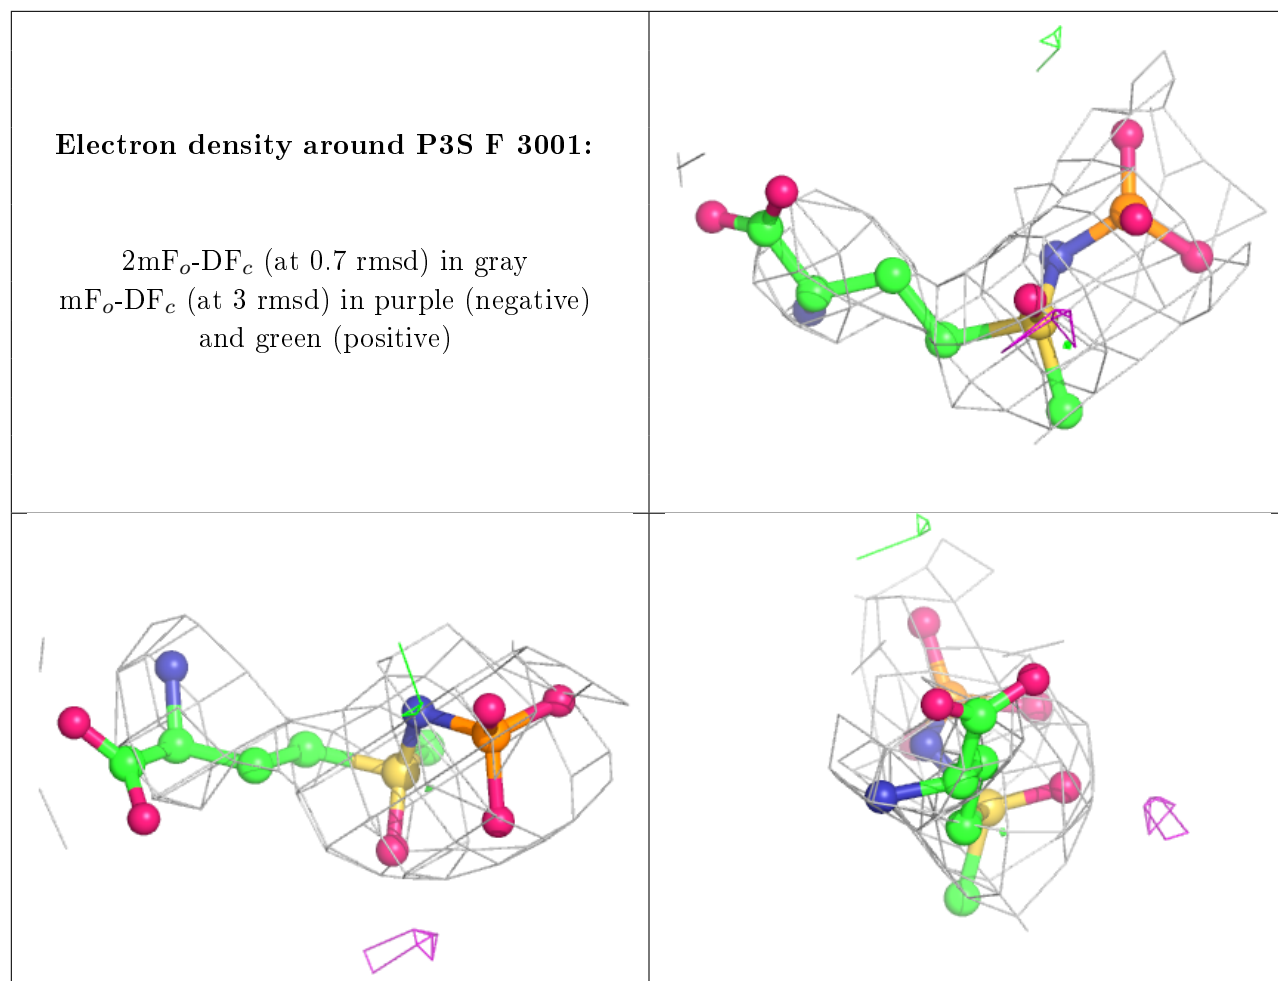 Electron density around P3S F 3001:
2mFₒ-DF𝒸 (at 0.7 rmsd) in gray
mFₒ-DF𝒸 (at 3 rmsd) in purple (negative)
and green (positive)